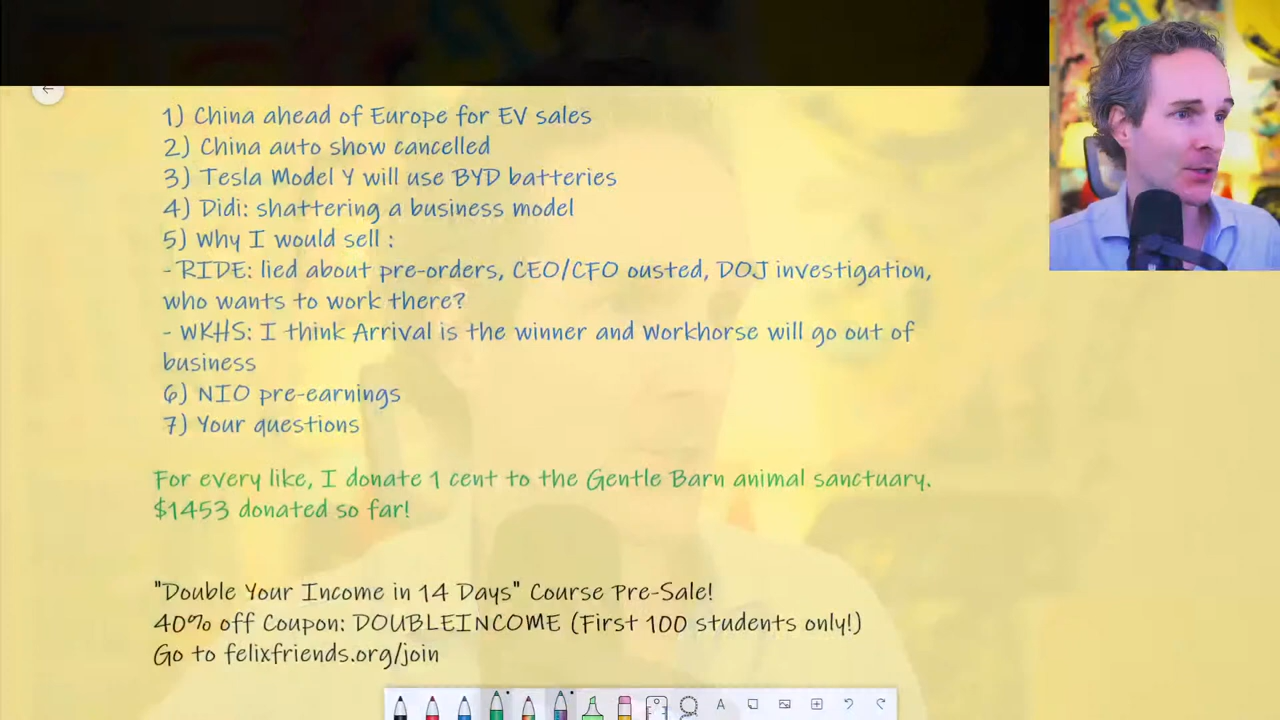 1) China ahead of Europe for EV sales
2) China auto show cancelled
3) Tesla Model Y will use BYD batteries
4) Didi: shattering a business model
5) Why I would sell :
- RIDE: lied about pre-orders, CEO/CFO ousted, DOJ investigation,
who wants to work there?
- WKHS: I think Arrival is the winner and Workhorse will go out of
business
6) NIO pre-earnings
7) Your questions
For every like, I donate 1 cent to the Gentle Barn animal sanctuary.
$1453 donated so far!
"Double Your Income in 14 Days" Course Pre-Sale!
40% off Coupon: DOUBLEINCOME (First 100 students only!)
Go to felixfriends.org/join
A